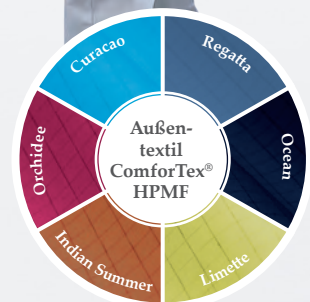 Curacao
Regatta
Orchidee
Außen-
textil
ComforTex®
HPMF
Ocean
Indian Summer
Limette